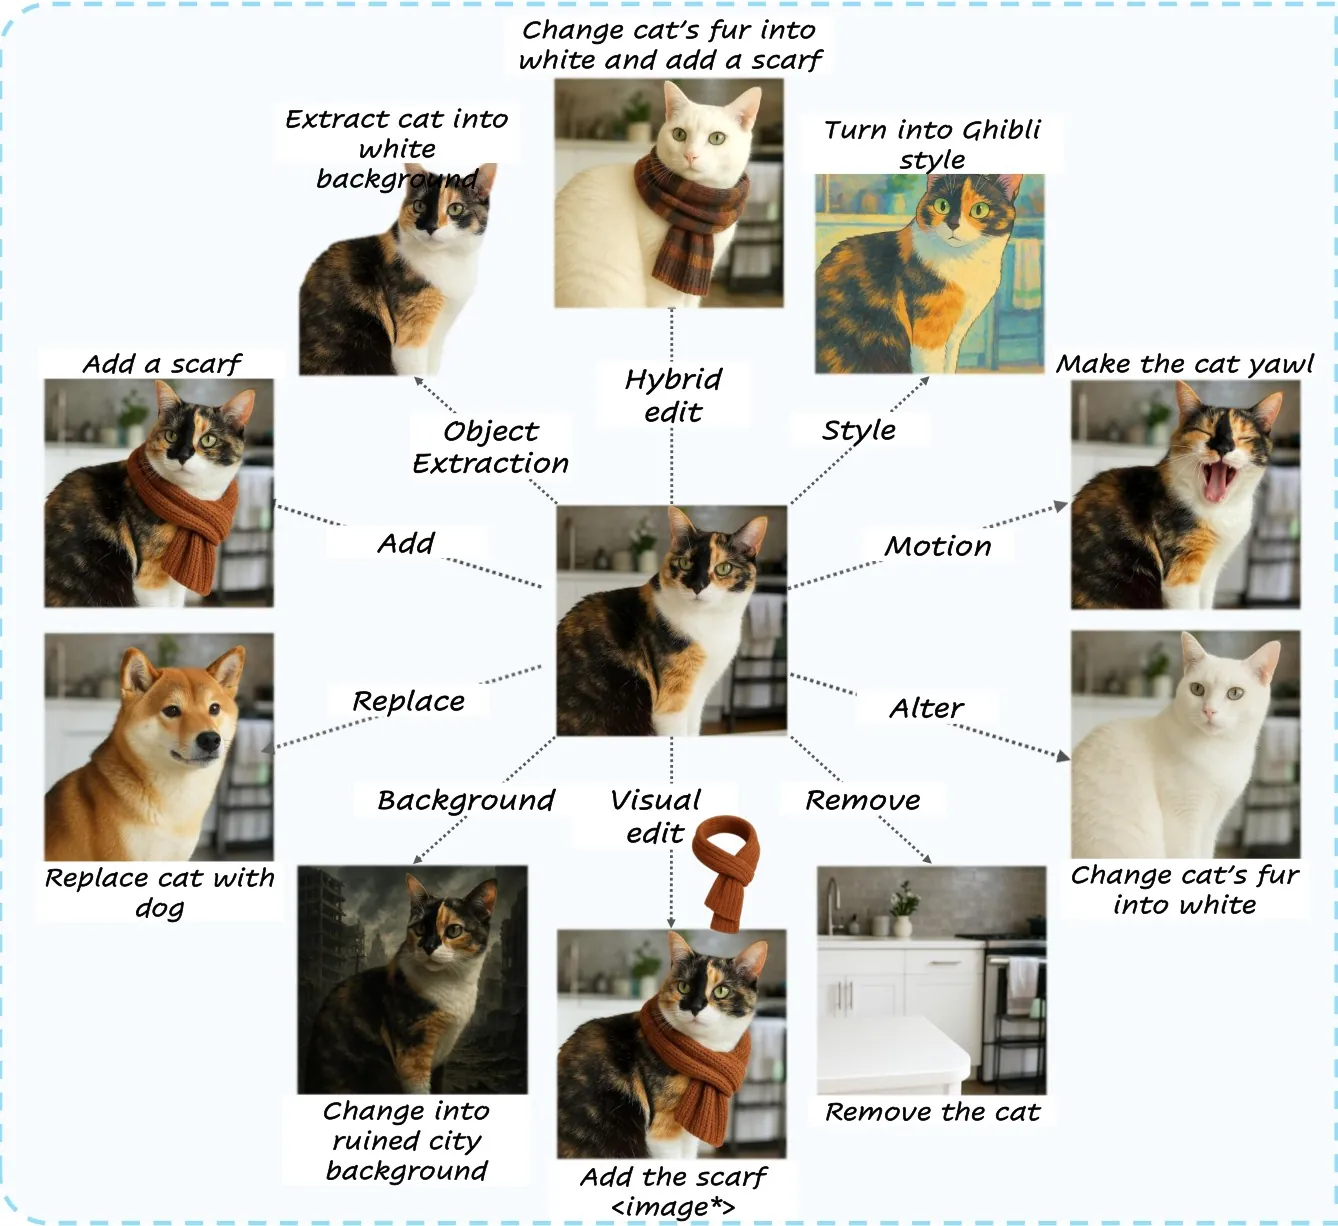 Change cat's fur into
white and add a scarf
Extract cat into
white
background
Turn into Ghibli
style
Add a scarf
Hybrid
edit
Make the cat yawl
Object
Extraction
Style
Add
Motion
Replace
Alter
Background
Visual
edit
Remove
Replace cat with
dog
Change cat's fur
into white
Change into
ruined city
background
Remove the cat
Add the scarf
<image*>